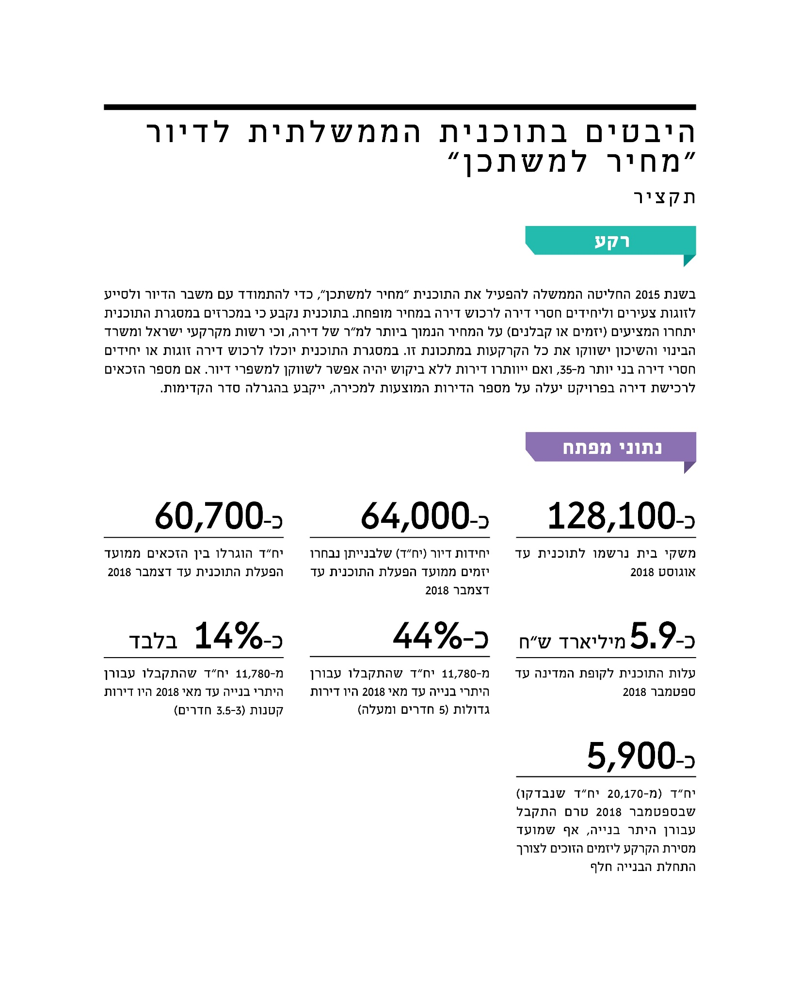 היבטים בתוכנית הממשלתית לדיור
"מחיר למשתכן"
תקציר
רקע
בשנת 2015 החליטה הממשלה להפעיל את התוכנית "מחיר למשתכן", כדי להתמודד עם משבר הדיור ולסייע
לזוגות צעירים וליחידים חסרי דירה לרכוש דירה במחיר מופחת. בתוכנית נקבע כי במכרזים במסגרת התוכנית
יתחרו המציעים (יזמים או קבלנים) על המחיר הנמוך ביותר למ"ר של דירה, וכי רשות מקרקעי ישראל ומשרד
הבינוי והשיכון ישווקו את כל הקרקעות במתכונת זו. במסגרת התוכנית יוכלו לרכוש דירה זוגות או יחידים
חסרי דירה בני יותר מ-35, ואם ייוותרו דירות ללא ביקוש יהיה אפשר לשווקן למשפרי דיור. אם מספר הזכאים
לרכישת דירה בפרויקט יעלה על מספר הדירות המוצעות למכירה, ייקבע בהגרלה סדר הקדימות.
נתוני מפתח
כ-128,100
משקי בית נרשמו לתוכנית עד
אוגוסט 2018
כ-64,000
יחידות דיור (יח"ד) שלבנייתן נבחרו
יזמים ממועד הפעלת התוכנית עד
דצמבר 2018
כ-60,700
יח"ד הוגרלו בין הזכאים ממועד
הפעלת התוכנית עד דצמבר 2018
כ-5.9 מיליארד ש"ח
עלות התוכנית לקופת המדינה עד
ספטמבר 2018
כ-44%
מ-11,780 יח"ד שהתקבלו עבורן
היתרי בנייה עד מאי 2018 היו דירות
גדולות (5 חדרים ומעלה)
כ-14% בלבד
מ-11,780 יח"ד שהתקבלו עבורן
היתרי בנייה עד מאי 2018 היו דירות
קטנות (3-3.5 חדרים)
כ-5,900
יח"ד (מ-20,170 יח"ד שנבדקו)
שבספטמבר 2018 טרם התקבל
עבורן היתר בנייה, אף שמועד
מסירת הקרקע ליזמים הזוכים לצורך
התחלת הבנייה חלף